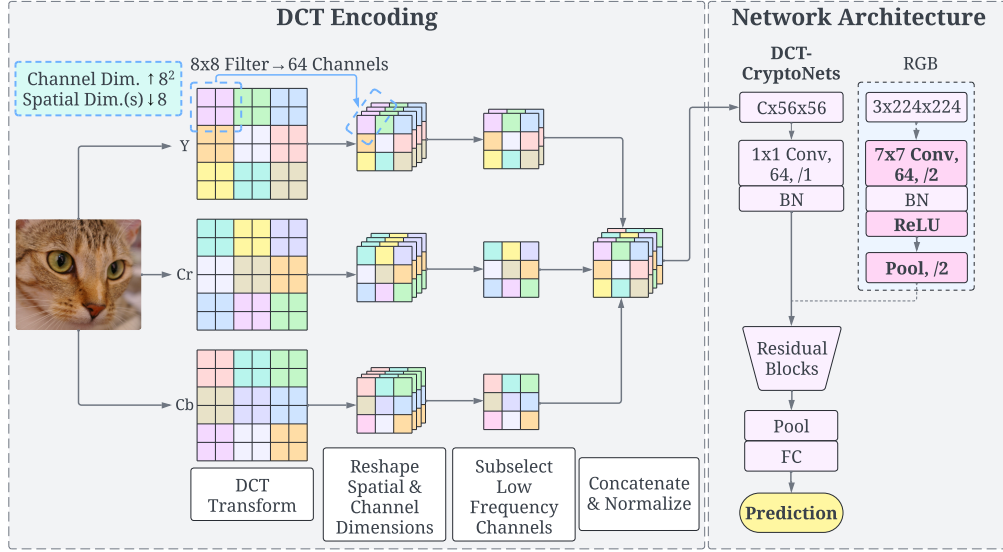 DCT Encoding
Channel Dim. ↑8²
Spatial Dim.(s)↓8
8x8 Filter→64 Channels
Y
Cr
Cb
DCT
Transform
Reshape
Spatial &
Channel
Dimensions
Subselect
Low
Frequency
Channels
Concatenate
& Normalize
Network Architecture
DCT-
CryptoNets
Cx56x56
1x1 Conv,
64, /1
BN
RGB
3x224x224
7x7 Conv,
64, /2
BN
ReLU
Pool, /2
Residual
Blocks
Pool
FC
Prediction